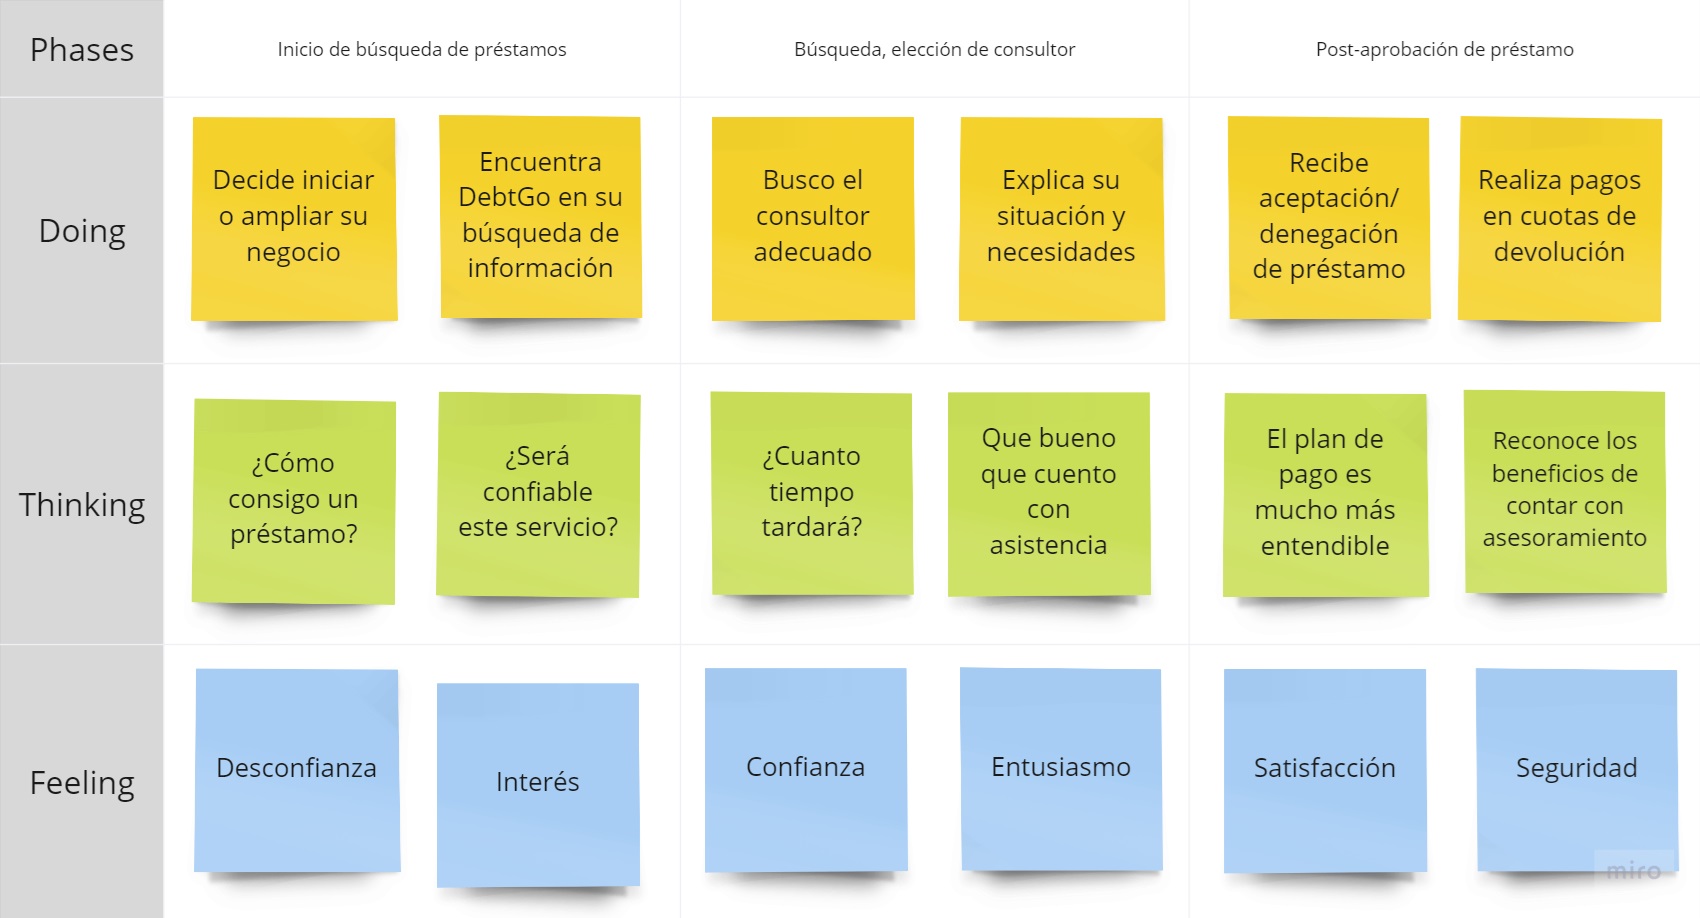 Phases
Inicio de búsqueda de préstamos
Búsqueda, elección de consultor
Post-aprobación de préstamo
Doing
Decide iniciar
o ampliar su
negocio
Encuentra
DebtGo en su
búsqueda de
información
Busco el
consultor
adecuado
Explica su
situación y
necesidades
Recibe
aceptación/
denegación
de préstamo
Realiza pagos
en cuotas de
devolución
Thinking
¿Cómo
consigo un
préstamo?
¿Será
confiable
este servicio?
¿Cuanto
tiempo
tardará?
Que bueno
que cuento
con
asistencia
El plan de
pago es
mucho más
entendible
Reconoce los
beneficios de
contar con
asesoramiento
Feeling
Desconfianza
Interés
Confianza
Entusiasmo
Satisfacción
Seguridad
miro